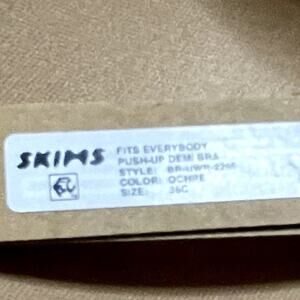 SKIMS
FITS EVERYBODY
PUSH-UP DEMI BRA
STYLE:
COLOR: OCHRE
SIZE: 36C